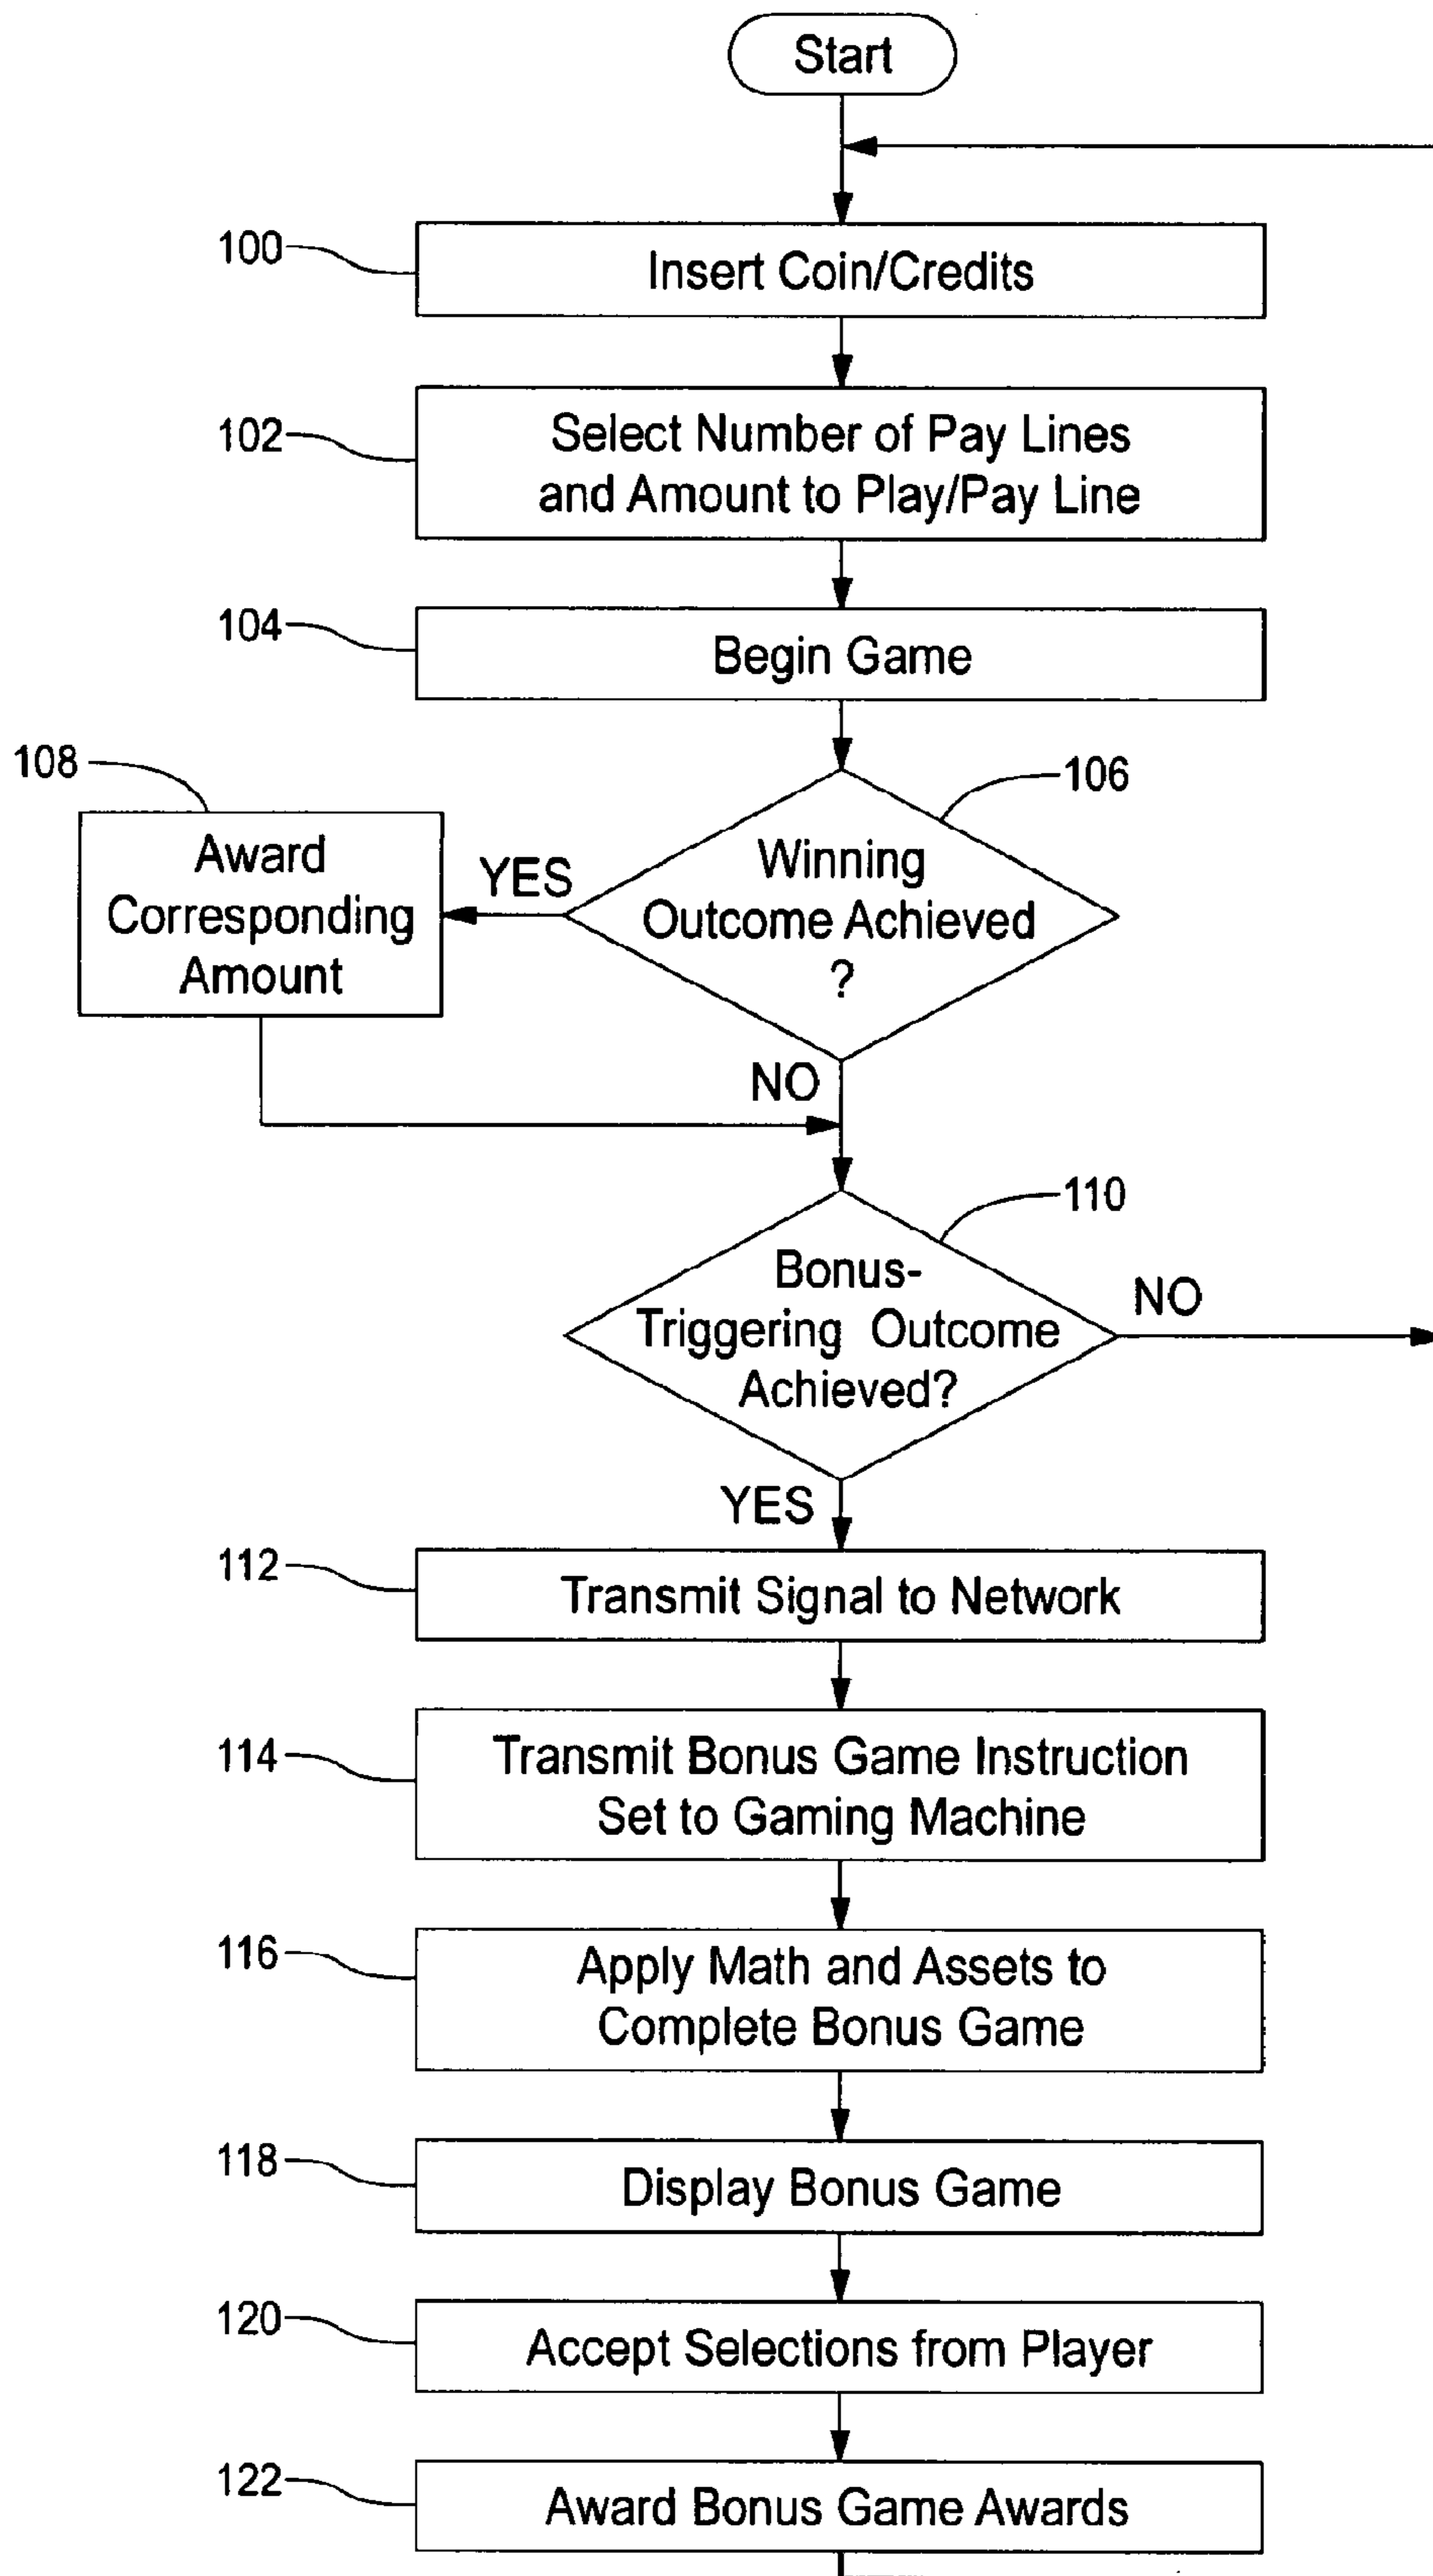 Start
100
Insert Coin/Credits
102
Select Number of Pay Lines
and Amount to Play/Pay Line
104
Begin Game
108
106
Award
Corresponding
Amount
YES
Winning
Outcome Achieved
?
NO
110
Bonus-
Triggering Outcome
Achieved?
NO
YES
112
Transmit Signal to Network
114
Transmit Bonus Game Instruction
Set to Gaming Machine
116
Apply Math and Assets to
Complete Bonus Game
118
Display Bonus Game
120
Accept Selections from Player
122
Award Bonus Game Awards